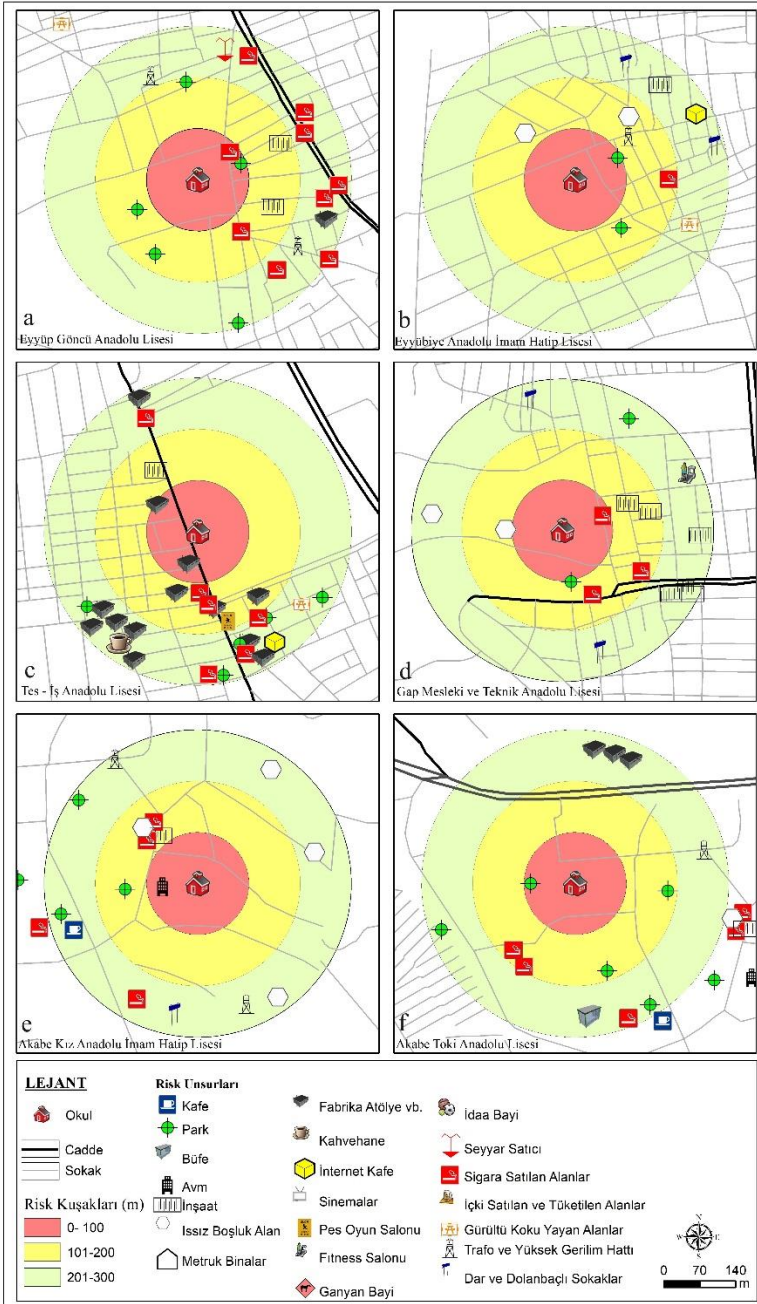 a
Eyyüp Göncü Anadolu Lisesi
b
Eyyübiye Anadolu İmam Hatip Lisesi
c
Tes - İş Anadolu Lisesi
d
Gap Mesleki ve Teknik Anadolu Lisesi
e
Akabe Kız Anadolu İmam Hatip Lisesi
f
Akabe Toki Anadolu Lisesi
LEJANT
Okul
Cadde
Sokak
Risk Kuşakları (m)
0- 100
101-200
201-300
Risk Unsurları
Kafe
Park
Büfe
Avm
İnşaat
Issız Boşluk Alan
Metruk Binalar
Fabrika Atölye vb.
Kahvehane
İnternet Kafe
Sinemalar
Pes Oyun Salonu
Fıtness Salonu
Ganyan Bayi
İdaa Bayi
Seyyar Satıcı
Sigara Satılan Alanlar
İçki Satılan ve Tüketilen Alanlar
Gürültü Koku Yayan Alanlar
Trafo ve Yüksek Gerilim Hattı
Dar ve Dolanbaçlı Sokaklar
N
W E
S
0 70 140
m